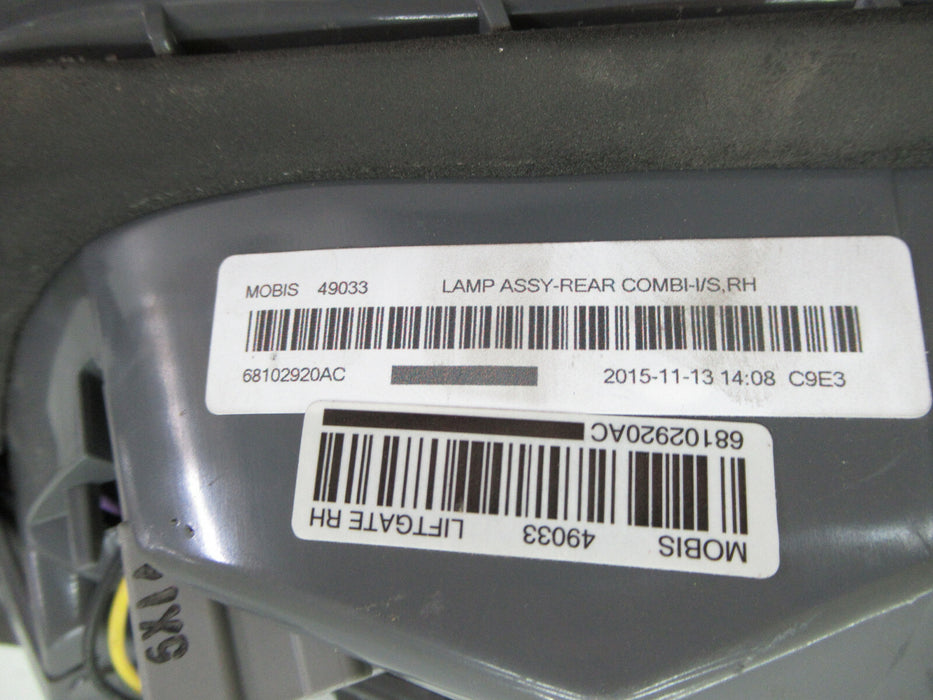 MOBIS 49033 LAMP ASSY-REAR COMBI-I/S,RH
68102920AC 2015-11-13 14:08 C9E3
MOBIS 49033 LIFTGATE RH
68102920AC